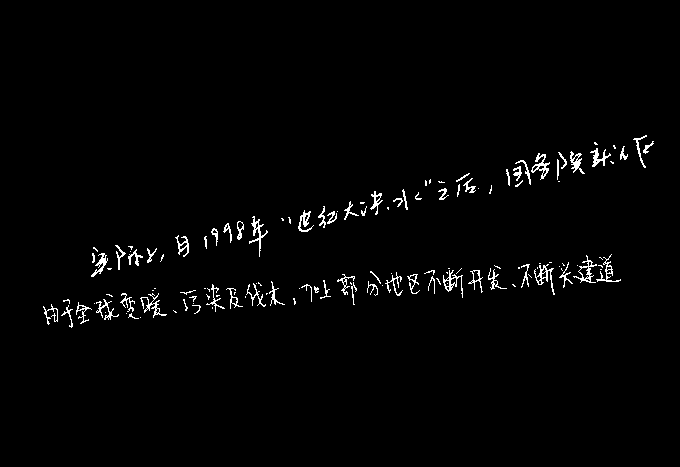 实际上,自1998年“世纪大洪水”之后,国务院就
由于全球变暖、污染及伐木,加上部分地区不断开发、不断兴建道